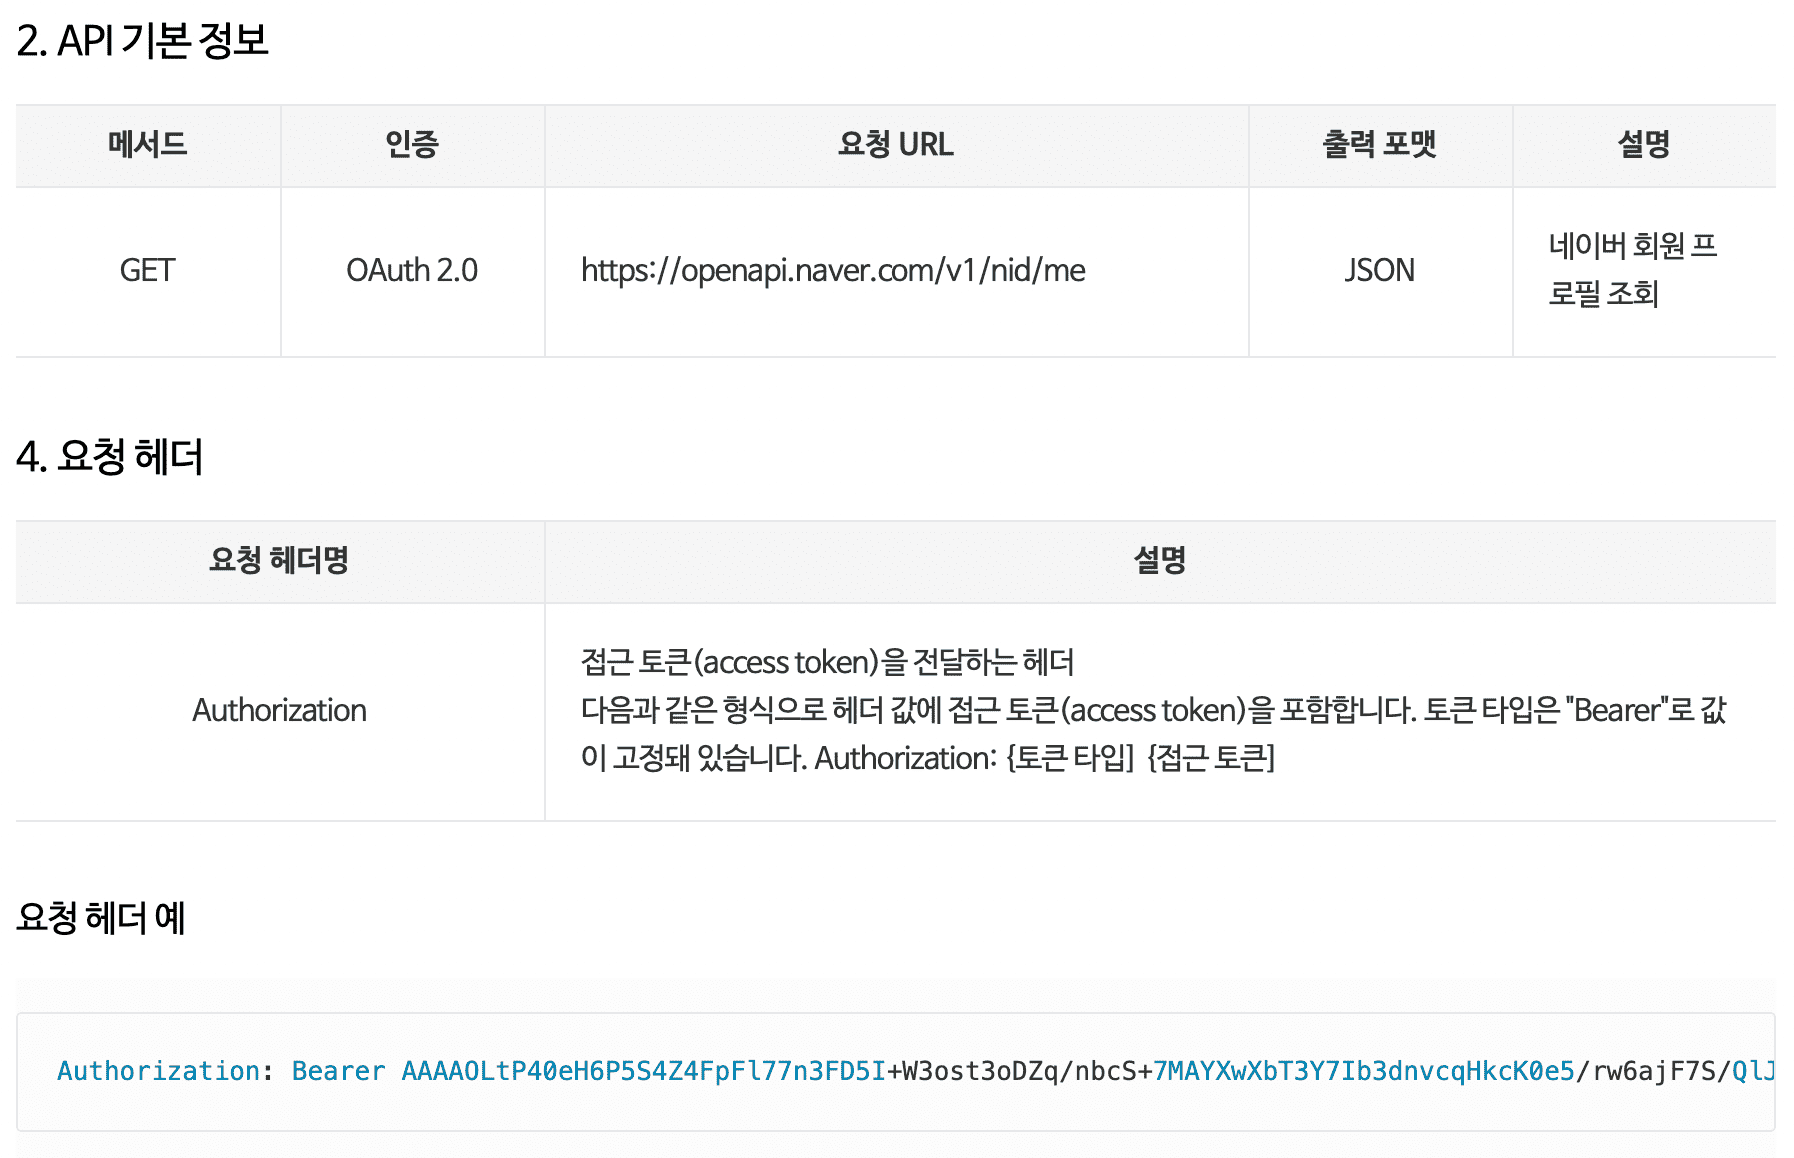 2. API 기본 정보
메서드 인증 요청 URL 출력 포맷 설명
GET OAuth 2.0 https://openapi.naver.com/v1/nid/me JSON 네이버 회원 프
로필 조회
4. 요청 헤더
요청 헤더명 설명
접근 토큰(access token)을 전달하는 헤더
Authorization 다음과 같은 형식으로 헤더 값에 접근 토큰(access token)을 포함합니다. 토큰 타입은 "Bearer"로 값
이 고정돼 있습니다. Authorization: {토큰 타입] {접근 토큰]
요청 헤더 예
Authorization: Bearer AAAAOLtP40eH6P5S4Z4FpFl77n3FD5I+W3ost3oDZq/nbcS+7MAYXwXbT3Y7Ib3dnvcqHkcK0e5/rw6ajF7S/QlJ